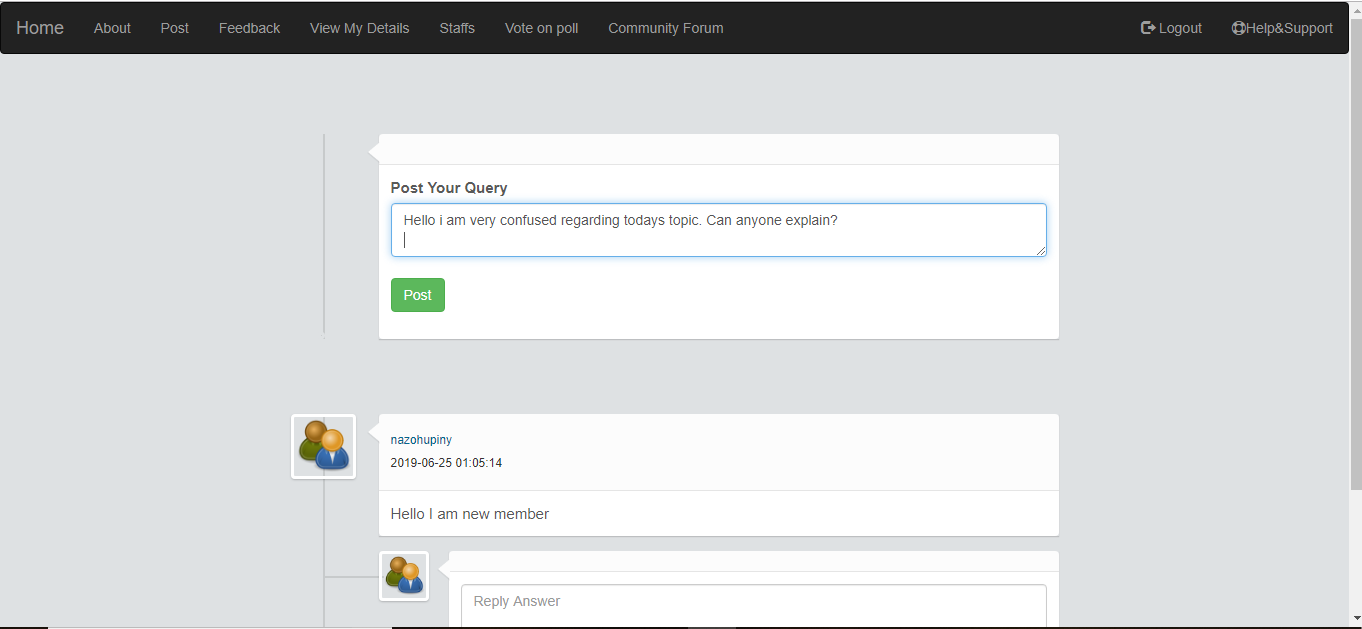 Home About Post Feedback View My Details Staffs Vote on poll Community Forum Logout Help&Support
Post Your Query
Hello i am very confused regarding todays topic. Can anyone explain?
Post
nazohupiny
2019-06-25 01:05:14
Hello I am new member
Reply Answer